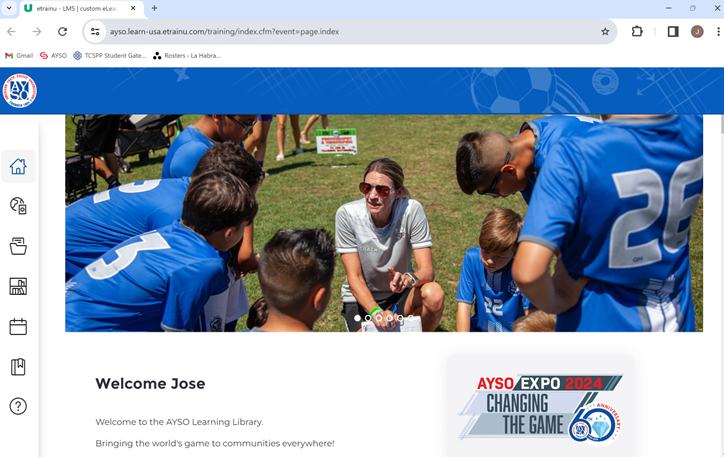 etrainu - LMS | custom eLea
ayso.learn-usa.etrainu.com/training/index.cfm?event=page.index
J
Gmail
AYSO
TCSPP Student Gate...
Rosters - La Habra...
AYSO
26
3
22
Welcome Jose
Welcome to the AYSO Learning Library.
Bringing the world's game to communities everywhere!
AYSO EXPO 2024
CHANGING
THE GAME
60
ANNIVERSARY